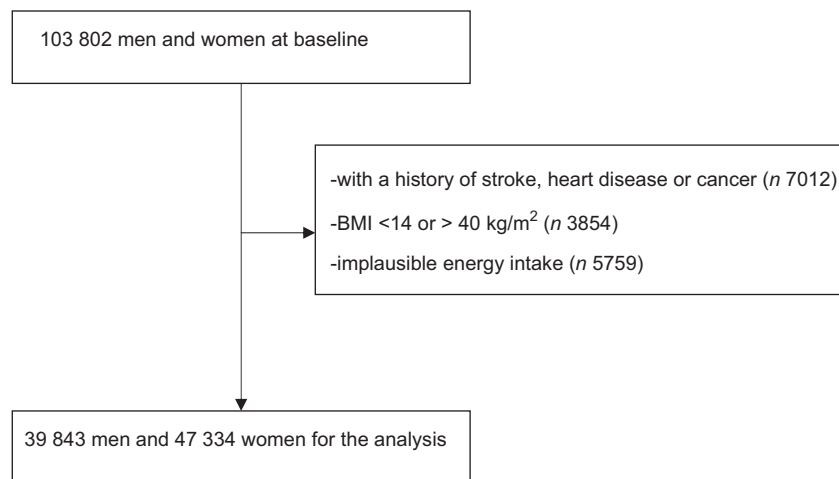 103 802 men and women at baseline
-with a history of stroke, heart disease or cancer (n 7012)
-BMI <14 or > 40 kg/m² (n 3854)
-implausible energy intake (n 5759)
39 843 men and 47 334 women for the analysis